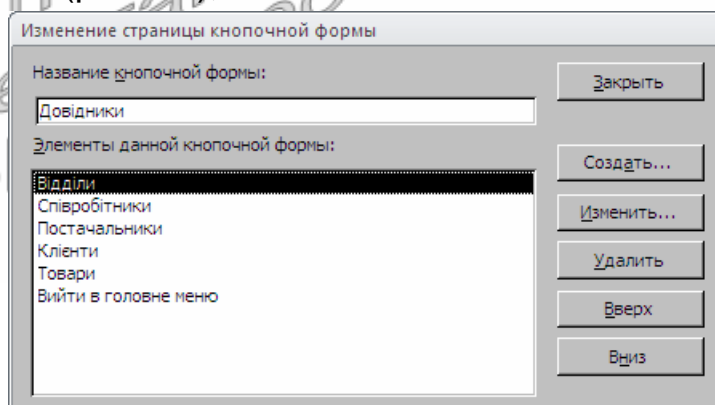 Изменение страницы кнопочной формы
Название кнопочной формы:
Закрыть
Довідники
Элементы данной кнопочной формы:
Создать...
Відділи
Співробітники
Изменить...
Постачальники
Клієнти
Удалить
Товари
Вийти в головне меню
Вверх
Вниз